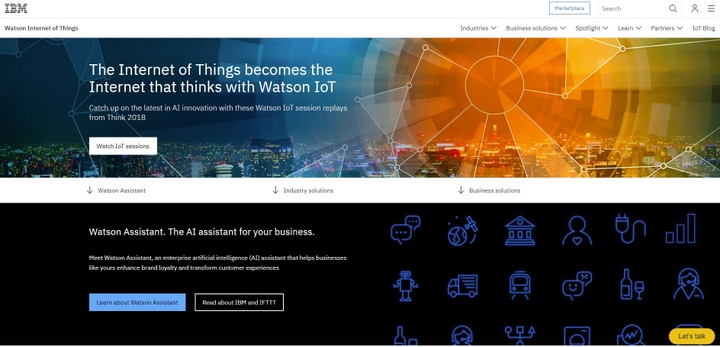 IBM
Marketplace
Search
Watson Internet of Things
Industries
Business solutions
Spotlight
Learn
Partners
IoT Blog
The Internet of Things becomes the
Internet that thinks with Watson IoT
Catch up on the latest in AI innovation with these Watson IoT session replays
from Think 2018
Watch IoT sessions
Watson Assistant
Industry solutions
Business solutions
Watson Assistant. The AI assistant for your business.
Meet Watson Assistant, an enterprise artificial intelligence (AI) assistant that helps businesses
like yours enhance brand loyalty and transform customer experiences
Learn about Watson Assistant
Read about IBM and IFTTT
Let's talk